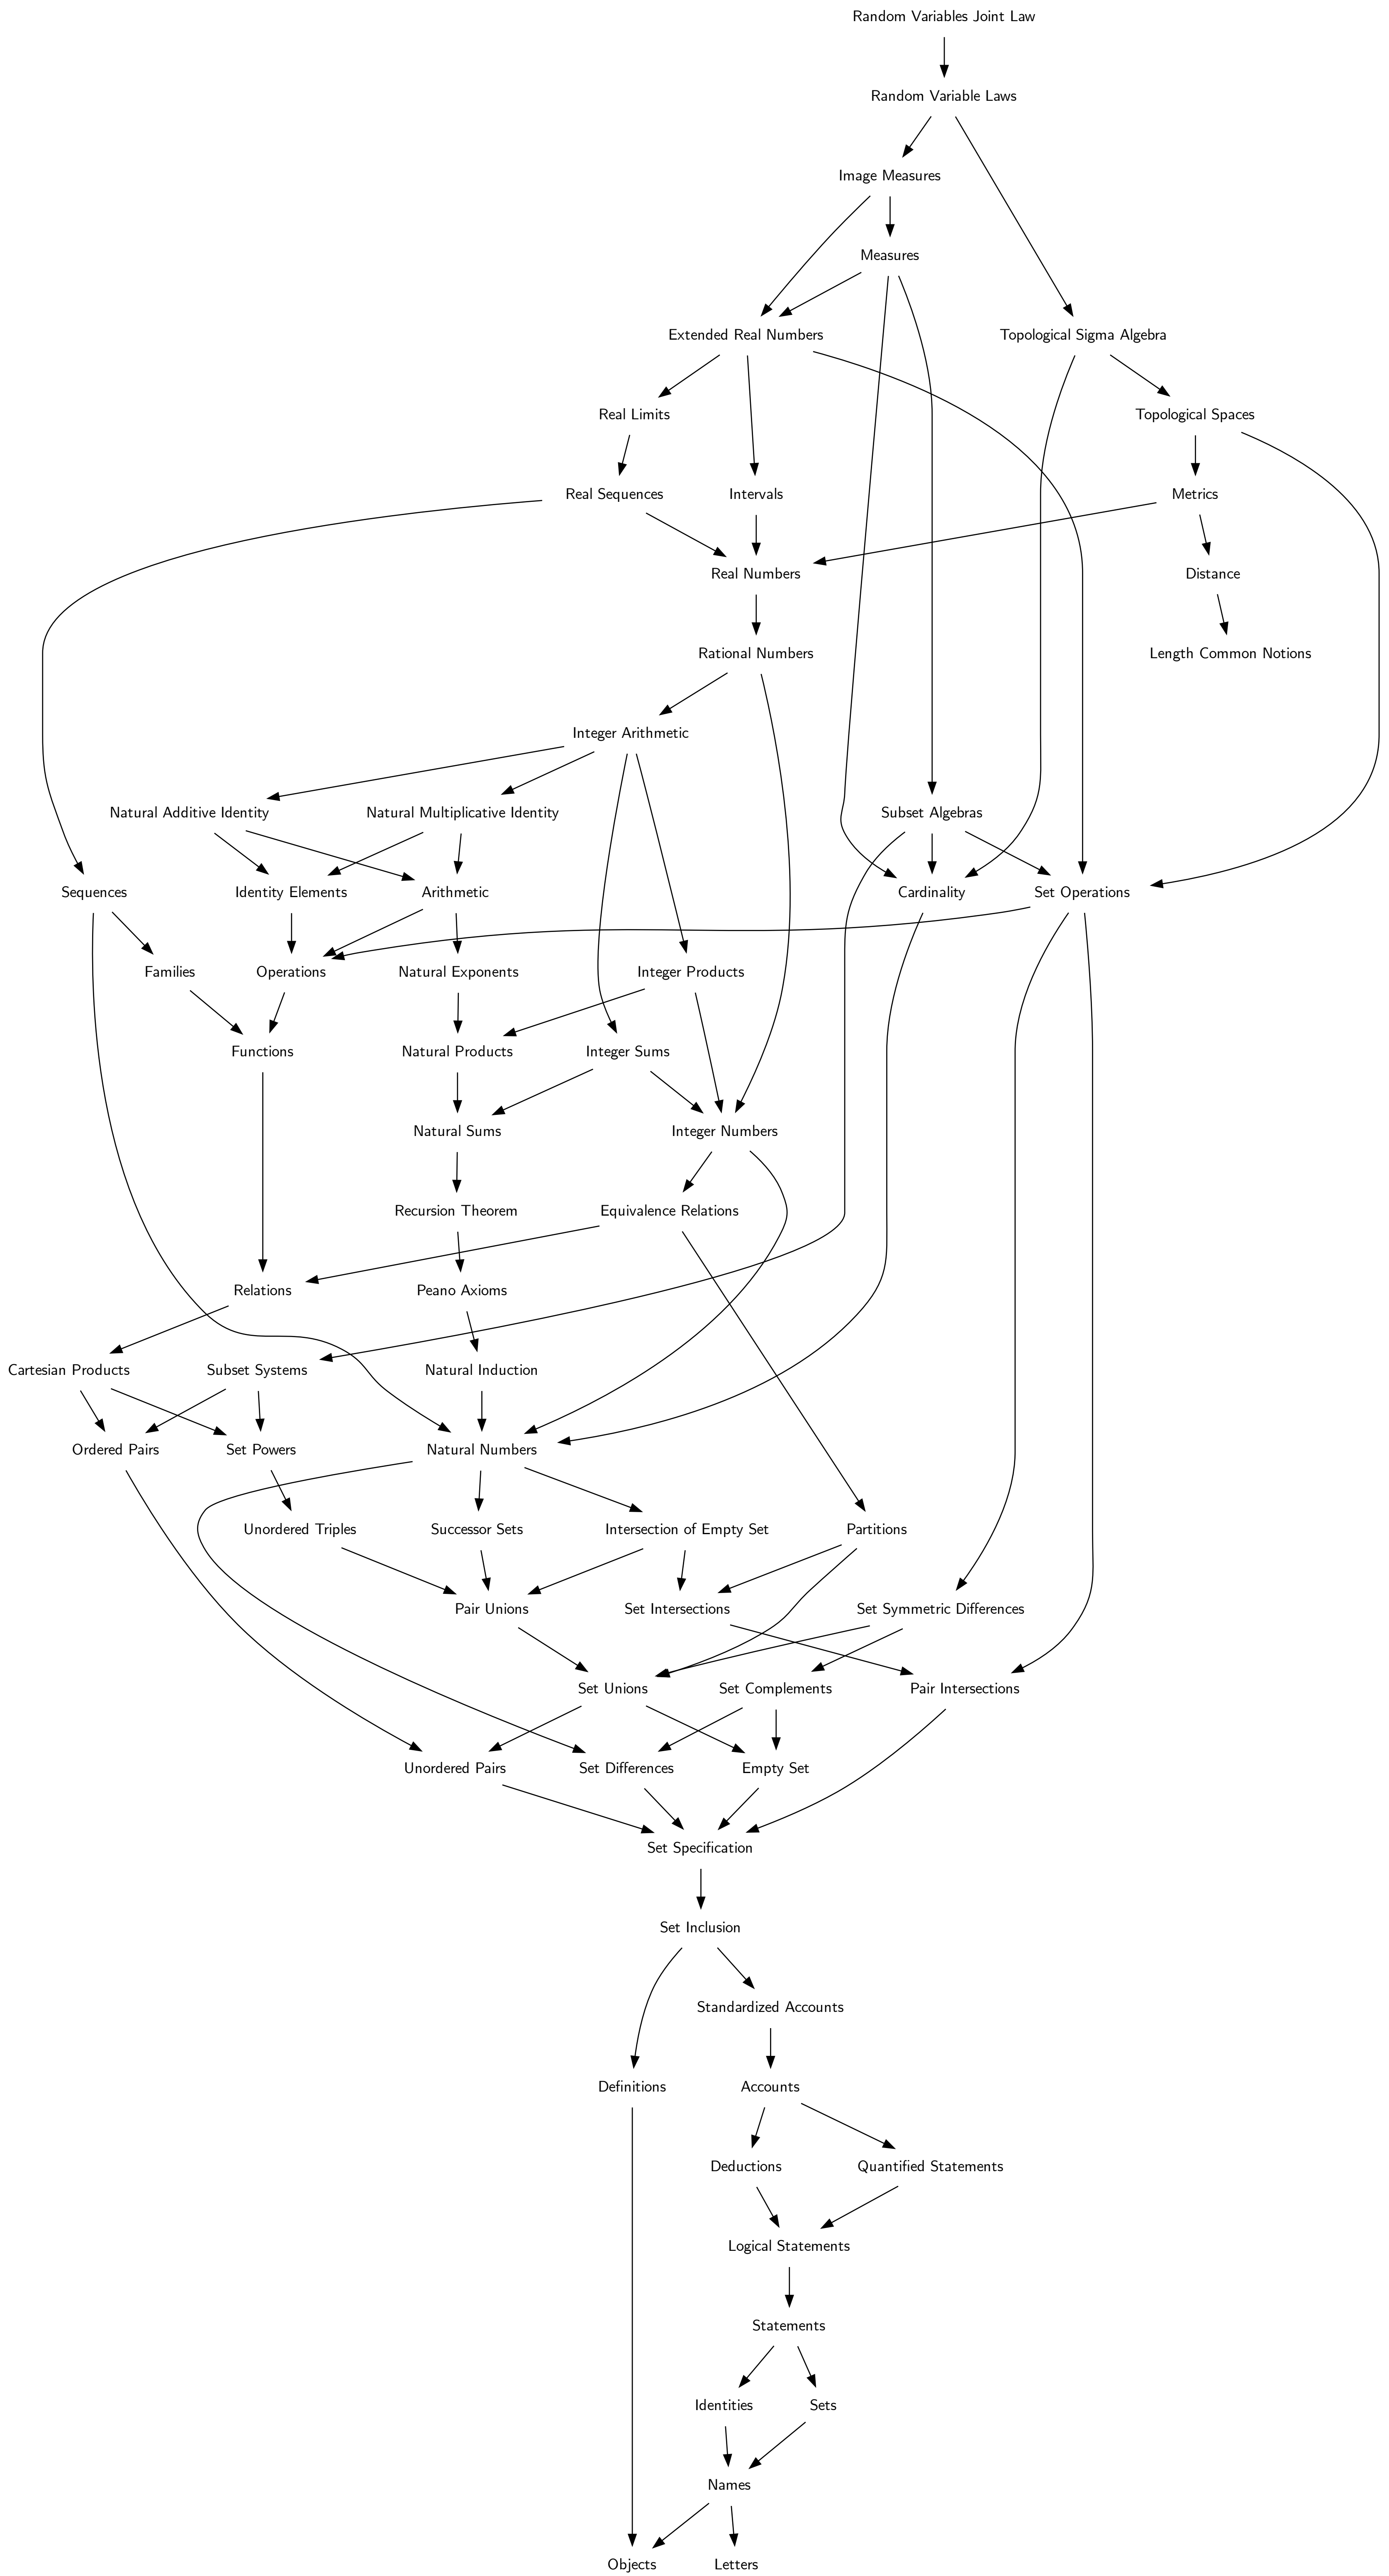 Random Variables Joint Law
Random Variable Laws
Image Measures
Measures
Extended Real Numbers
Topological Sigma Algebra
Real Limits
Topological Spaces
Real Sequences
Intervals
Metrics
Real Numbers
Distance
Rational Numbers
Length Common Notions
Integer Arithmetic
Natural Additive Identity
Natural Multiplicative Identity
Subset Algebras
Sequences
Identity Elements
Arithmetic
Cardinality
Set Operations
Families
Operations
Natural Exponents
Integer Products
Functions
Natural Products
Integer Sums
Natural Sums
Integer Numbers
Recursion Theorem
Equivalence Relations
Relations
Peano Axioms
Cartesian Products
Subset Systems
Natural Induction
Ordered Pairs
Set Powers
Natural Numbers
Unordered Triples
Successor Sets
Intersection of Empty Set
Partitions
Pair Unions
Set Intersections
Set Symmetric Differences
Set Unions
Set Complements
Pair Intersections
Unordered Pairs
Set Differences
Empty Set
Set Specification
Set Inclusion
Standardized Accounts
Definitions
Accounts
Deductions
Quantified Statements
Logical Statements
Statements
Identities
Sets
Names
Objects
Letters